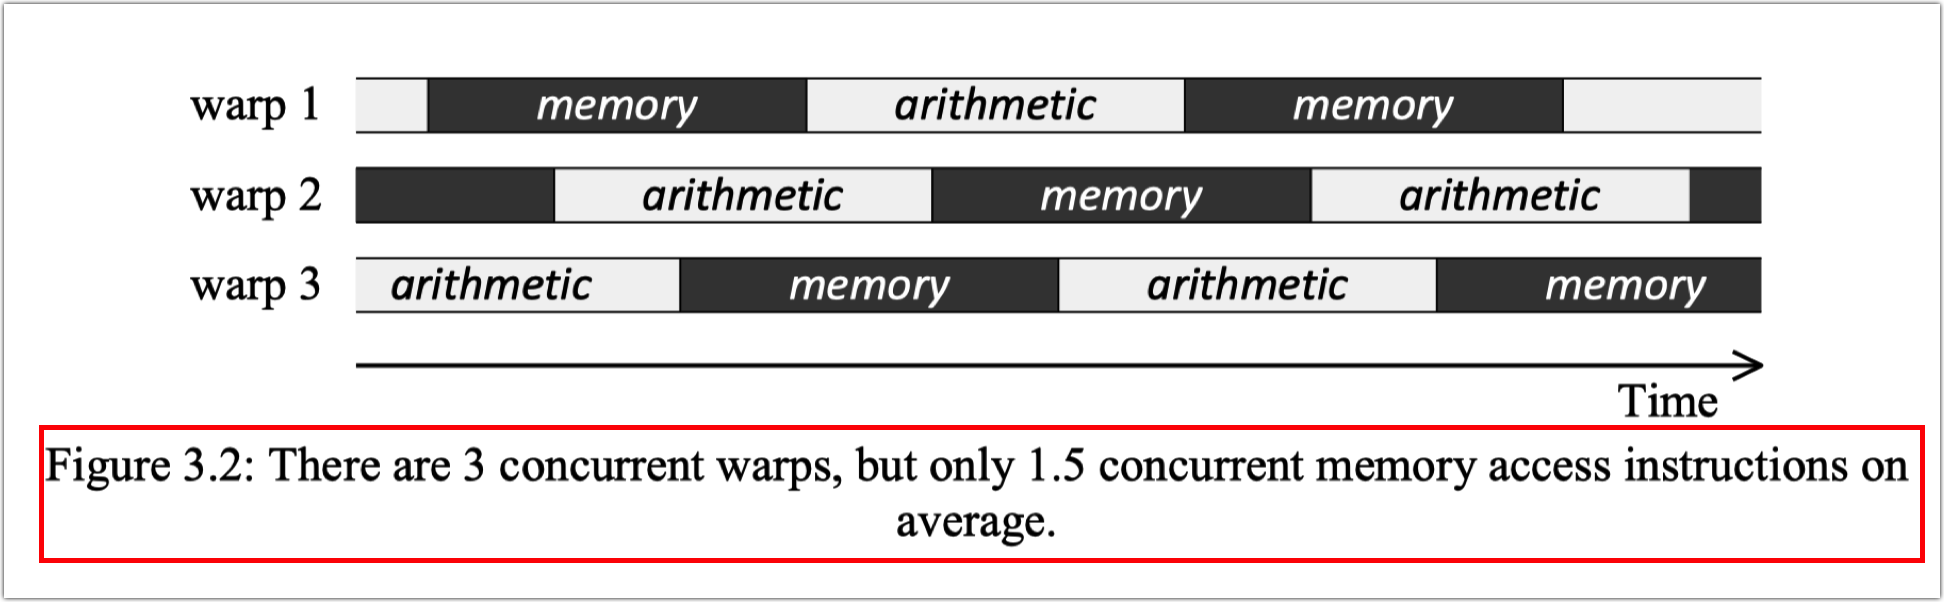 warp 1 memory arithmetic memory
warp 2 arithmetic memory arithmetic
warp 3 arithmetic memory arithmetic memory
Time
Figure 3.2: There are 3 concurrent warps, but only 1.5 concurrent memory access instructions on
average.